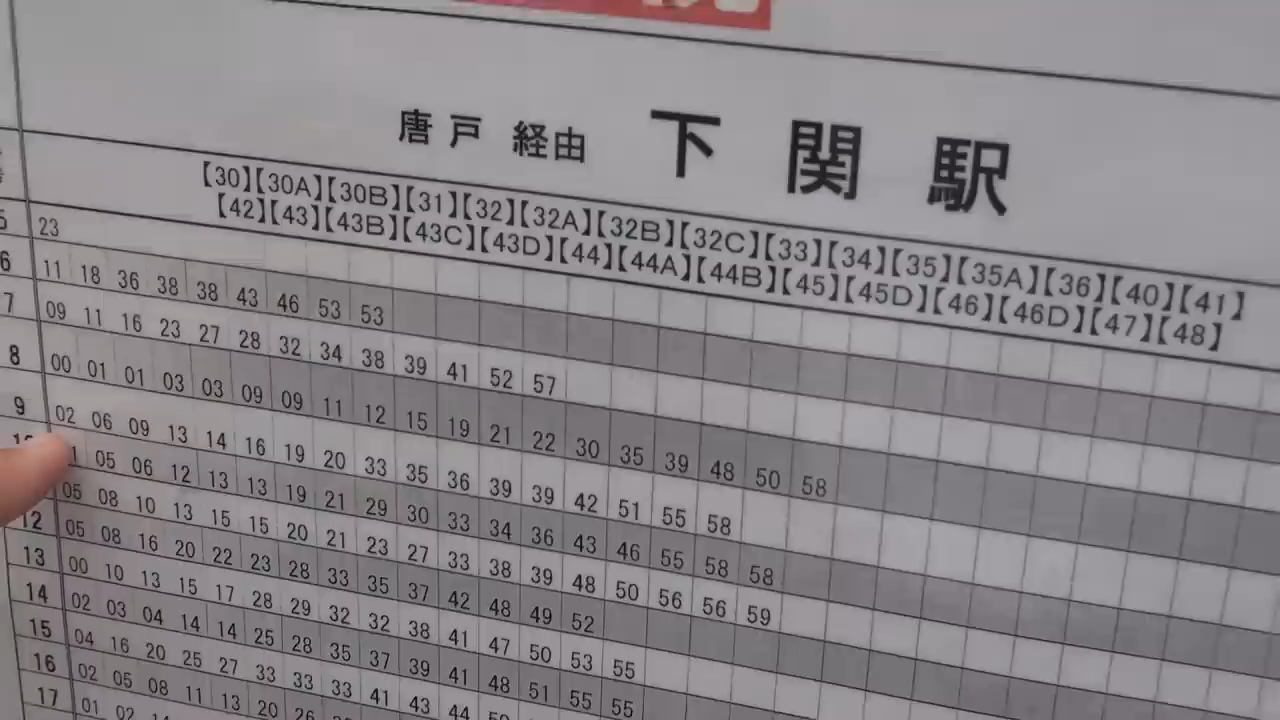 唐戸 経由 下関駅
【30】【30A】【30B】【31】【32】【32A】【32B】【32C】【33】【34】【35】【35A】【36】【40】【41】
【42】【43】【43B】【43C】【43D】【44】【44A】【44B】【45】【45D】【46】【46D】【47】【48】
5 23
6 11 18 36 38 38 43 46 53 53
7 09 11 16 23 27 28 32 34 38 39 41 52 57
8 00 01 01 03 03 09 09 11 12 15 19 21 22 30 35 39 48 50 58
9 02 06 09 13 14 16 19 20 33 35 36 39 39 42 51 55 58
05 06 12 13 13 19 21 29 30 33 34 36 43 46 55 58 58
05 08 10 13 15 15 20 21 23 27 33 38 39 48 50 56 56 59
12 05 08 16 20 22 23 28 33 35 37 42 48 49 52
13 00 10 13 15 17 28 29 32 32 38 41 47 50 53 55
14 02 03 04 14 14 25 28 35 37 39 41 48 51 55 55
15 04 16 20 25 27 33 33 33 41 43 44
16 02 05 08 11 13 20 26
17 01 02